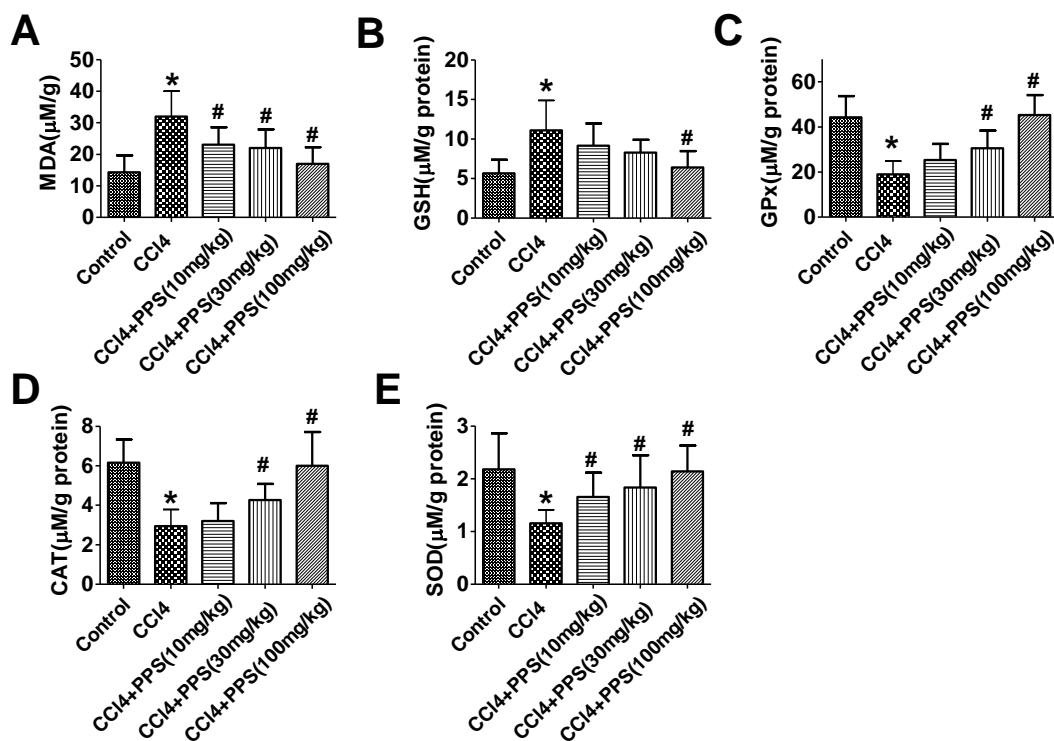 A
MDA(μM/g)
50
40
30
20
10
0
*
#
#
#
Control
CCl4
CCl4+PPS(10mg/kg)
CCl4+PPS(30mg/kg)
CCl4+PPS(100mg/kg)
B
GSH(μM/g protein)
20
15
10
5
0
*
#
Control
CCl4
CCl4+PPS(10mg/kg)
CCl4+PPS(30mg/kg)
CCl4+PPS(100mg/kg)
C
GPx(μM/g protein)
60
40
20
0
*
#
#
Control
CCl4
CCl4+PPS(10mg/kg)
CCl4+PPS(30mg/kg)
CCl4+PPS(100mg/kg)
D
CAT(μM/g protein)
8
6
4
2
0
*
#
#
Control
CCl4
CCl4+PPS(10mg/kg)
CCl4+PPS(30mg/kg)
CCl4+PPS(100mg/kg)
E
SOD(μM/g protein)
3
2
1
0
*
#
#
#
Control
CCl4
CCl4+PPS(10mg/kg)
CCl4+PPS(30mg/kg)
CCl4+PPS(100mg/kg)